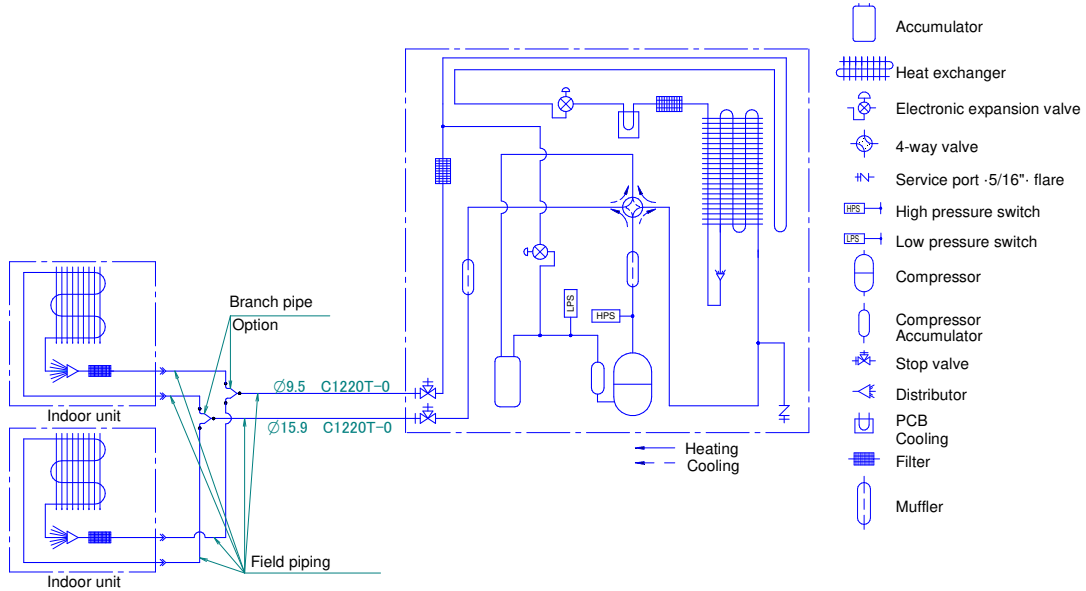 Accumulator
Heat exchanger
Electronic expansion valve
4-way valve
Service port ·5/16"· flare
HPS
High pressure switch
LPS
Low pressure switch
Compressor
Compressor
Accumulator
Stop valve
Distributor
PCB
Cooling
Filter
Muffler
LPS
HPS
Branch pipe
Option
∅9.5 C1220T-0
∅15.9 C1220T-0
Indoor unit
Heating
Cooling
Field piping
Indoor unit